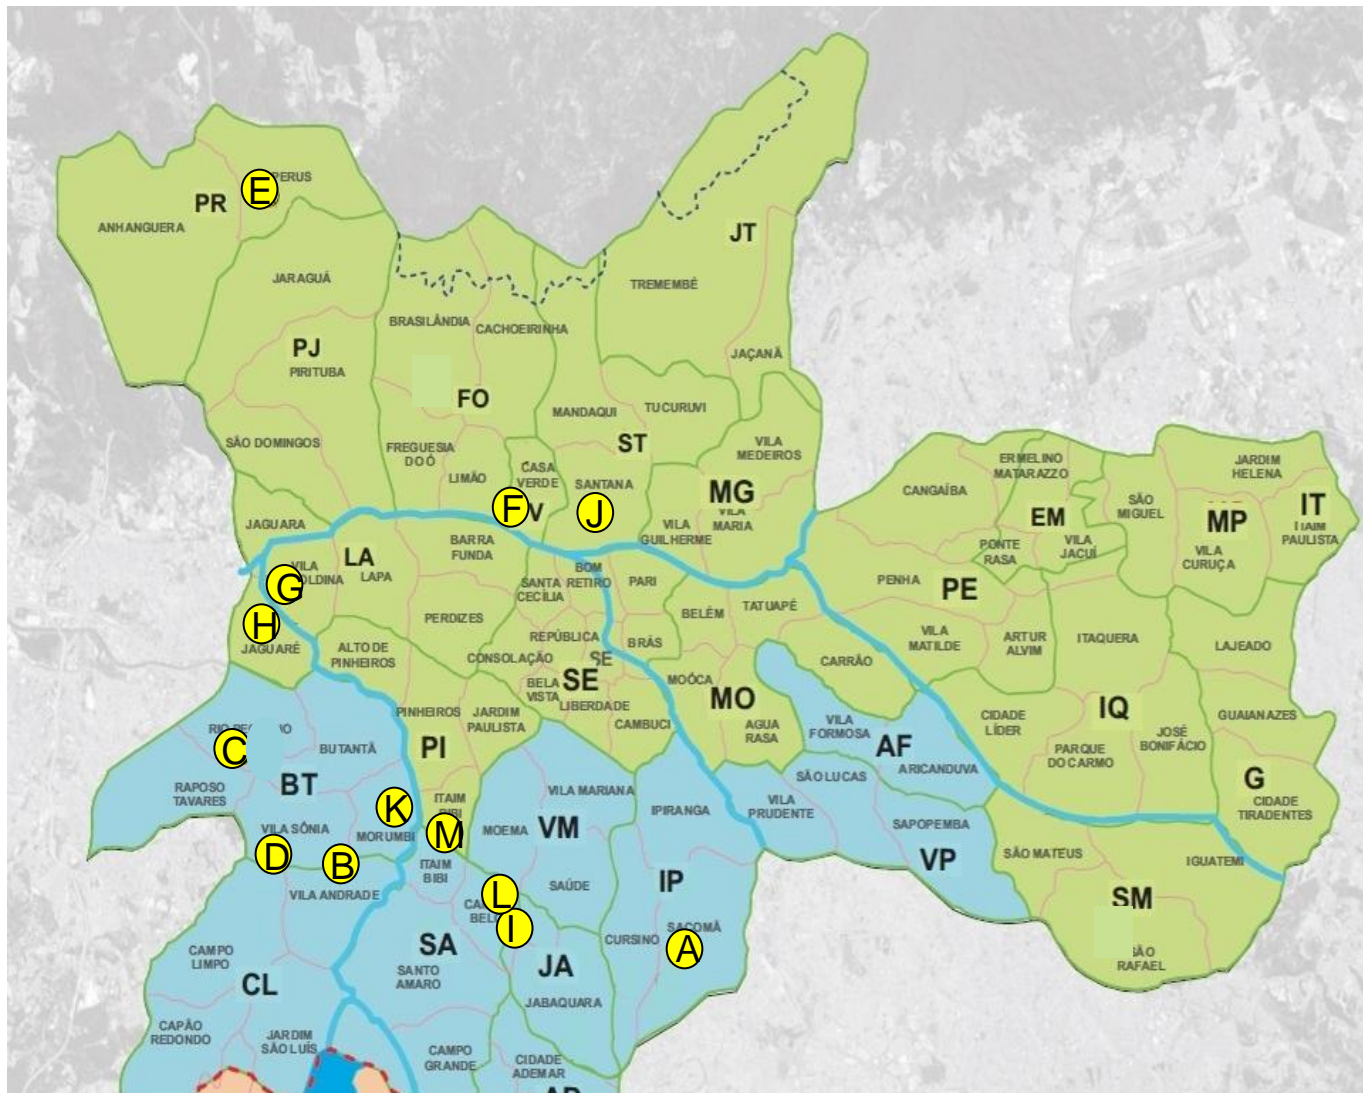 PERUS
E
PR
ANHANGUERA
JT
JARAGUÁ
TREMEMBÉ
BRASILÂNDIA
CACHOEIRINHA
PJ
PIRITUBA
JAÇANÃ
FO
MANDAQUI
TUCURUVI
SÃO DOMINGOS
ST
FREGUESIA
DO Ó
LIMÃO
CASA
VERDE
SANTANA
VILA
MEDEIROS
MG
VILA
MARIA
F
V
J
VILA
GUILHERME
JAGUARA
CANGAÍBA
ERMELINO
MATARAZZO
SÃO
MIGUEL
JARDIM
HELENA
IT
ITAIM
PAULISTA
EM
MP
PONTE
RASA
VILA
JACUÍ
VILA
CURUÇA
LA
LAPA
VILA
G
BARRA
FUNDA
SANTA
CECÍLIA
BOM
RETIRO
PARI
PENHA
PE
H
JAGUARÉ
PERDIZES
BELÉM
TATUAPÉ
ALTO DE
PINHEIROS
REPÚBLICA
BRÁS
VILA
MATILDE
ARTUR
ALVIM
ITAQUERA
LAJEADO
CONSOLAÇÃO
SE
SE
BELA
VISTA
LIBERDADE
CAMBUCI
MOÓCA
MO
CARRÃO
PINHEIROS
JARDIM
PAULISTA
AGUA
RASA
VILA
FORMOSA
CIDADE
LÍDER
IQ
GUAIANAZES
C
BUTANTÃ
PI
AF
ARICANDUVA
PARQUE
DO CARMO
JOSÉ
BONIFÁCIO
RAPOSO
TAVARES
BT
VILA MARIANA
SÃO LUCAS
G
CIDADE
TIRADENTES
K
ITAIM
BIBI
M
MOEMA
VM
IPIRANGA
VILA
PRUDENTE
SAPOPEMBA
VILA SÔNIA
MORUMBI
D
B
ITAIM
BIBI
VP
SÃO MATEUS
IGUATEMI
VILA ANDRADE
SAÚDE
IP
L
SM
I
CURSINO
SACOMÃ
A
SA
CAMPO
LIMPO
SANTO
AMARO
JA
SÃO
RAFAEL
CL
JABAQUARA
CAPÃO
REDONDO
JARDIM
SÃO LUÍS
CAMPO
GRANDE
CIDADE
ADEMAR